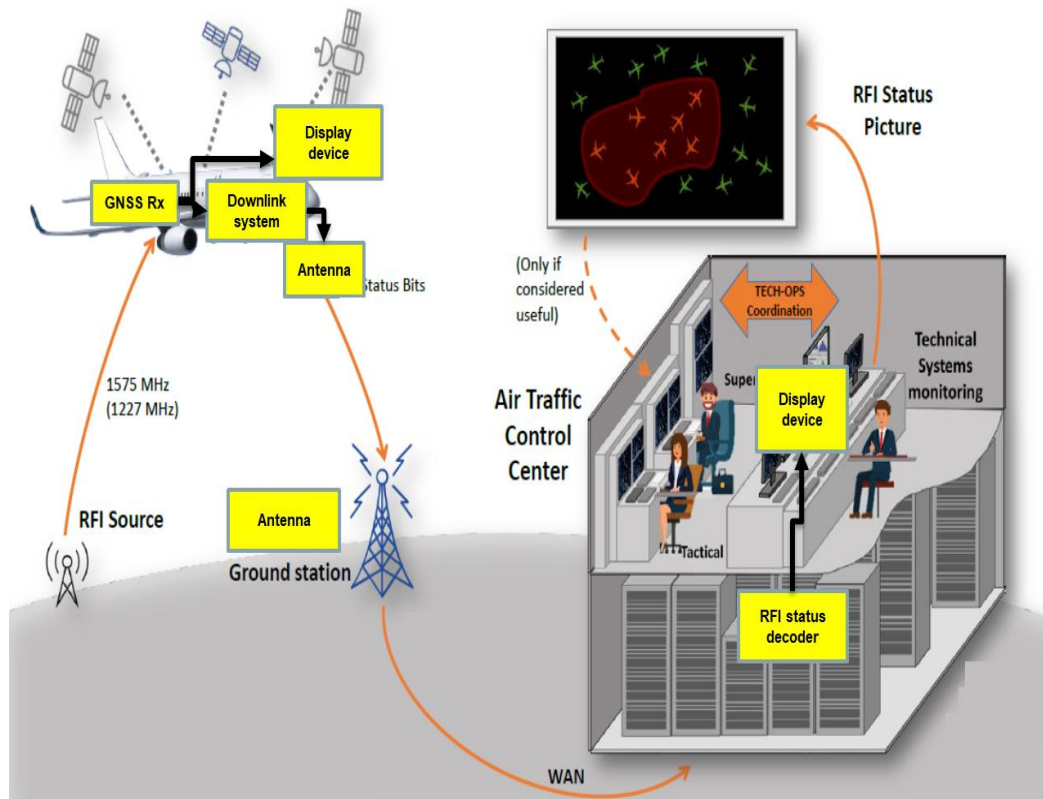 Display
device
GNSS Rx
Downlink
system
Antenna
Status Bits
1575 MHz
(1227 MHz)
RFI Source
Antenna
Ground station
WAN
RFI Status
Picture
(Only if
considered
useful)
TECH-OPS
Coordination
Technical
Systems
monitoring
Air Traffic
Control
Center
Display
device
Tactical
RFI status
decoder